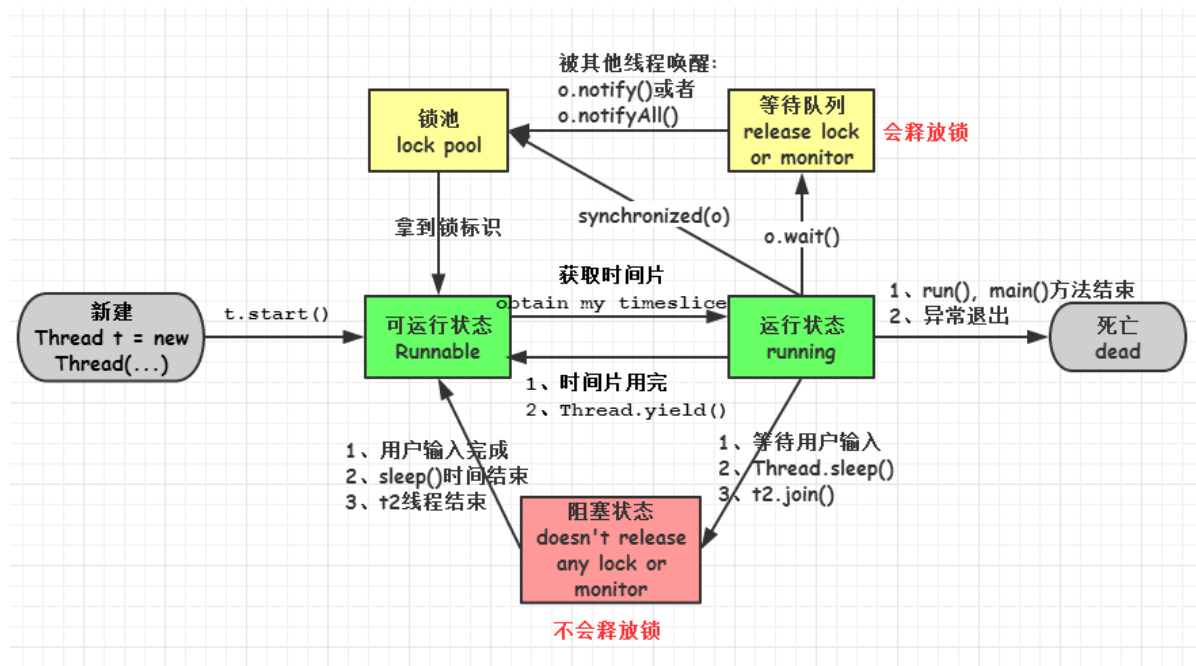 被其他线程唤醒:
o.notify()或者
o.notifyAll()
锁池
lock pool
等待队列
release lock
or monitor
会释放锁
synchronized(o)
o.wait()
拿到锁标识
获取时间片
obtain my timeslice
新建
Thread t = new
Thread(...)
t.start()
可运行状态
Runnable
运行状态
running
1、run(), main()方法结束
2、异常退出
死亡
dead
1、时间片用完
2、Thread.yield()
1、用户输入完成
2、sleep()时间结束
3、t2线程结束
1、等待用户输入
2、Thread.sleep()
3、t2.join()
阻塞状态
doesn't release
any lock or
monitor
不会释放锁